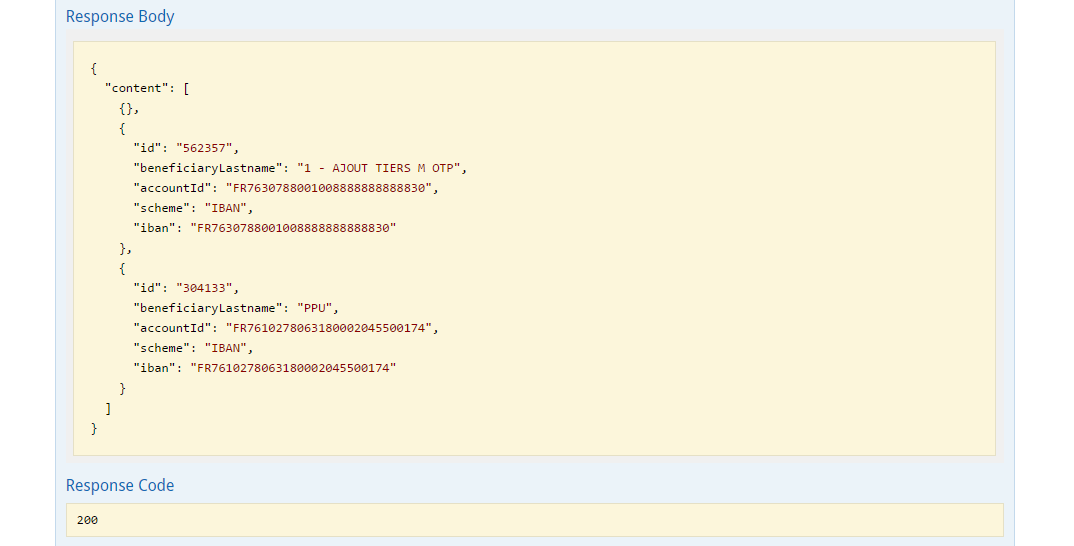 Response Body
{
"content": [
{},
{
"id": "562357",
"beneficiaryLastname": "1 - AJOUT TIERS M OTP",
"accountId": "FR7630788001008888888888830",
"scheme": "IBAN",
"iban": "FR7630788001008888888888830"
},
{
"id": "304133",
"beneficiaryLastname": "PPU",
"accountId": "FR7610278063180002045500174",
"scheme": "IBAN",
"iban": "FR7610278063180002045500174"
}
]
}
Response Code
200